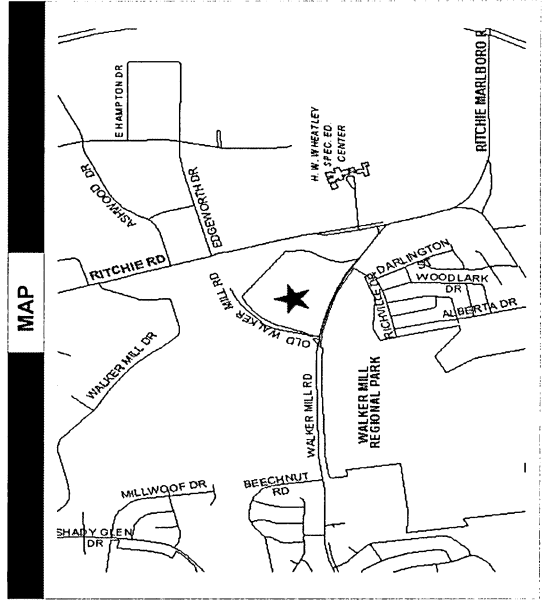 MAP
E HAMPTON DR
ASHWOOD DR
EDGEWORTH DR
RITCHIE RD
H.W. WHEATLEY
SPEC. ED.
CENTER
RITCHIE MARLBORO R
OLD WALKER MILL RD
WALKER MILL DR
DARLINGTON
ST
WOODLARK
DR
RICHVILLE DR
ALBERTA DR
WALKER MILL RD
WALKER MILL
REGIONAL PARK
MILLWOOF DR
BEECHNUT
RD
SHADY GLEN
DR